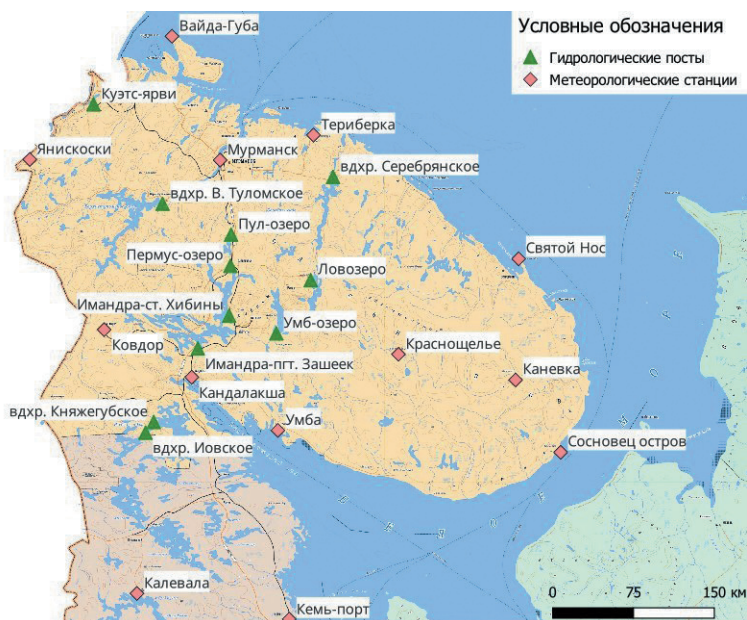 Вайда-Губа
Условные обозначения
Гидрологические посты
Метеорологические станции
Куэтс-ярви
Териберка
Янискоски
Мурманск
вдхр. Серебрянское
вдхр. В. Туломское
Пул-озеро
Святой Нос
Пермус-озеро
Ловозеро
Имандра-ст. Хибины
Умб-озеро
Ковдор
Краснощелье
Имандра-пгт. Зашеек
Каневка
Кандалакша
вдхр. Княжегубское
Умба
вдхр. Иовское
Сосновец остров
Калевала
Кемь-порт
0 75 150 км